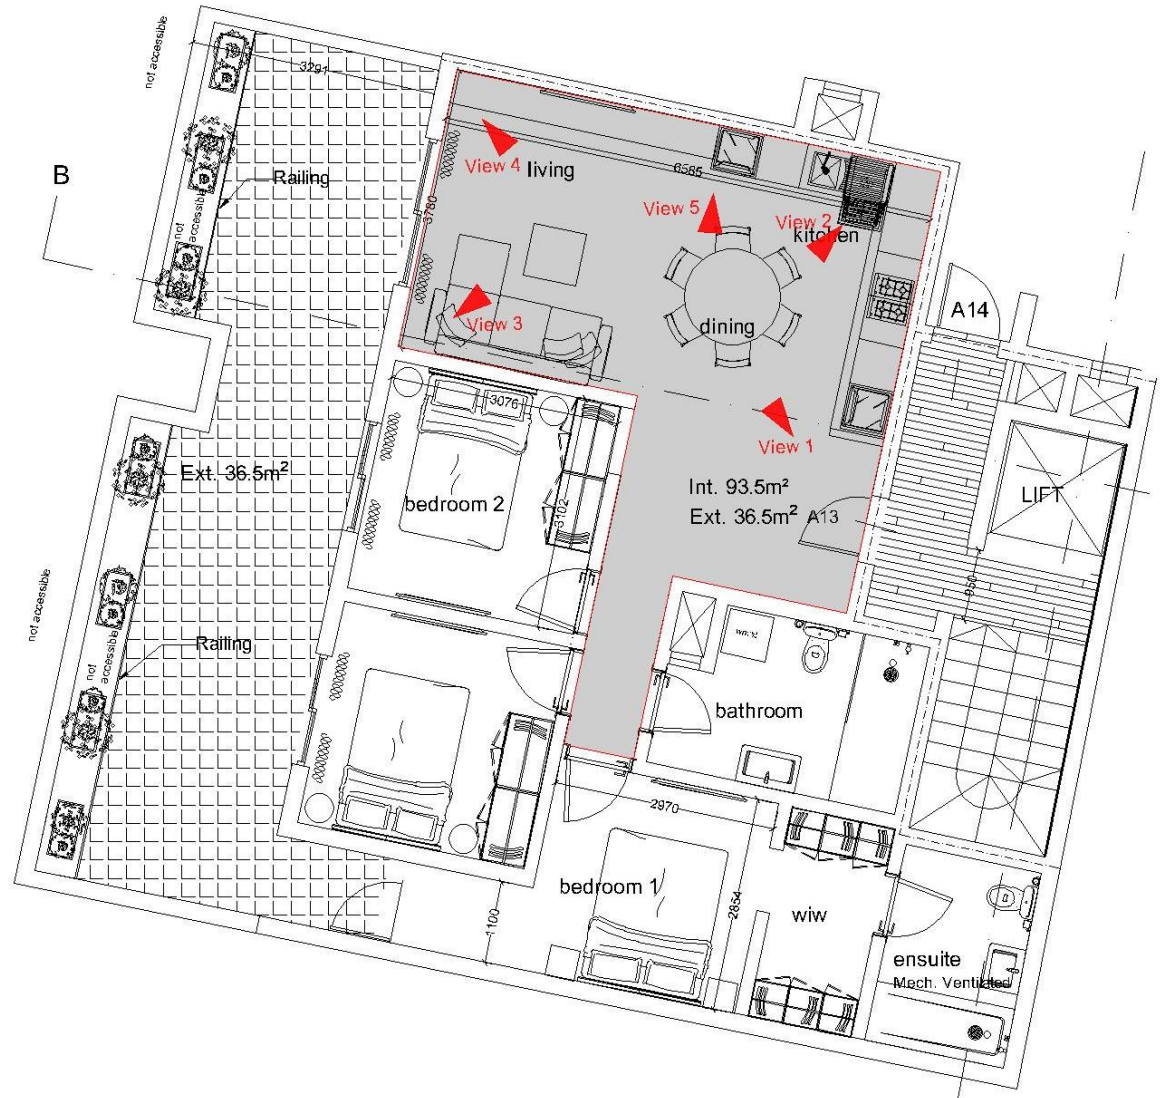 not accessible
3291
B
Railing
not
accessible
View 4
living
6585
3780
View 5
View 2
kitchen
View 3
dining
A14
3076
View 1
Ext. 36.5m²
bedroom 2
3102
Int. 93.5m²
Ext. 36.5m²
A13
LIFT
950
not accessible
Railing
not
accessible
W.M.
bathroom
2970
bedroom 1
2854
1100
wiw
ensuite
Mech. Ventilated